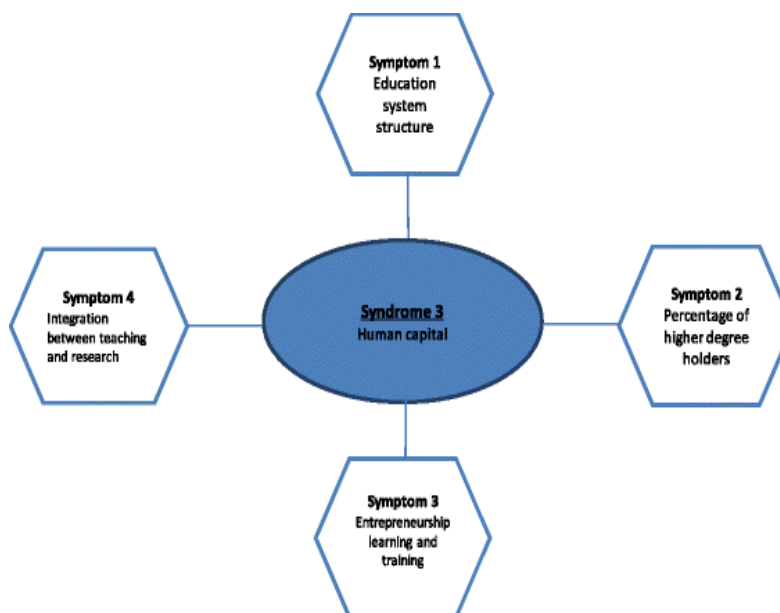 Symptom 1
Education
system
structure
Symptom 4
Integration
between teaching
and research
Syndrome 3
Human capital
Symptom 2
Percentage of
higher degree
holders
Symptom 3
Entrepreneurship
learning and
training